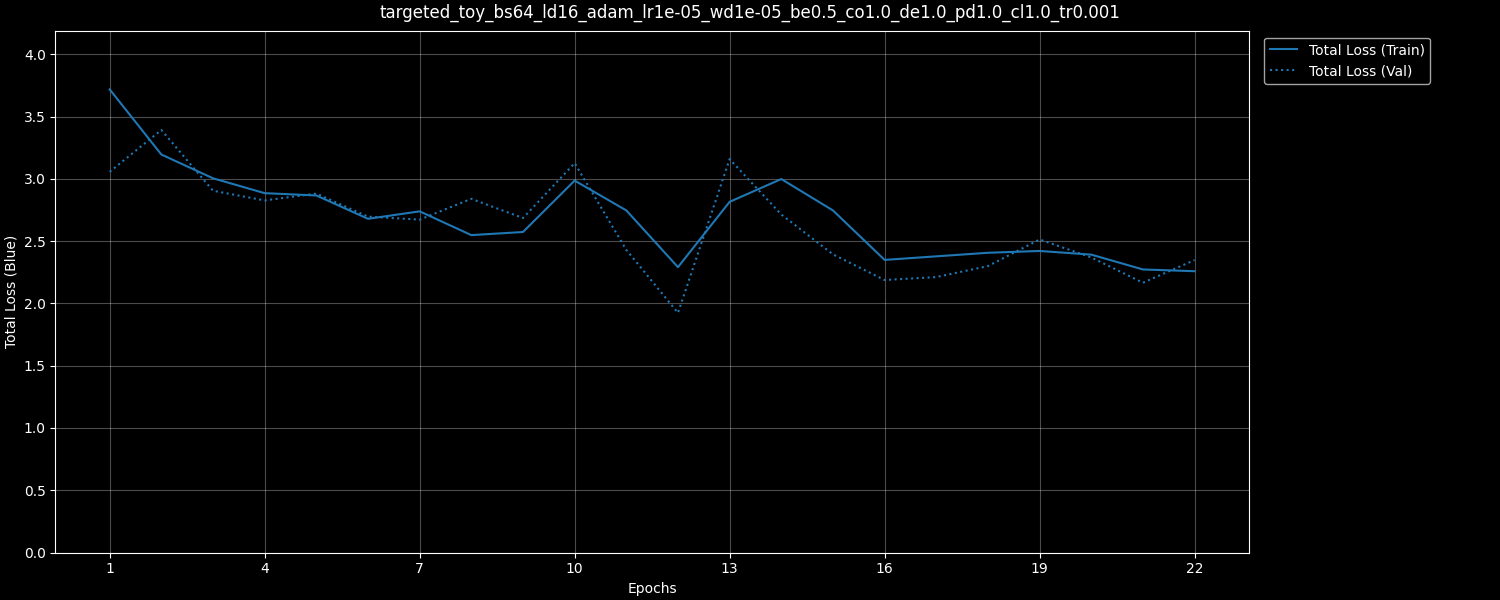 targeted_toy_bs64_ld16_adam_lr1e-05_wd1e-05_be0.5_co1.0_de1.0_pd1.0_cl1.0_tr0.001
Total Loss (Train)
Total Loss (Val)
4.0
3.5
3.0
2.5
2.0
1.5
1.0
0.5
0.0
Total Loss (Blue)
1 4 7 10 13 16 19 22
Epochs